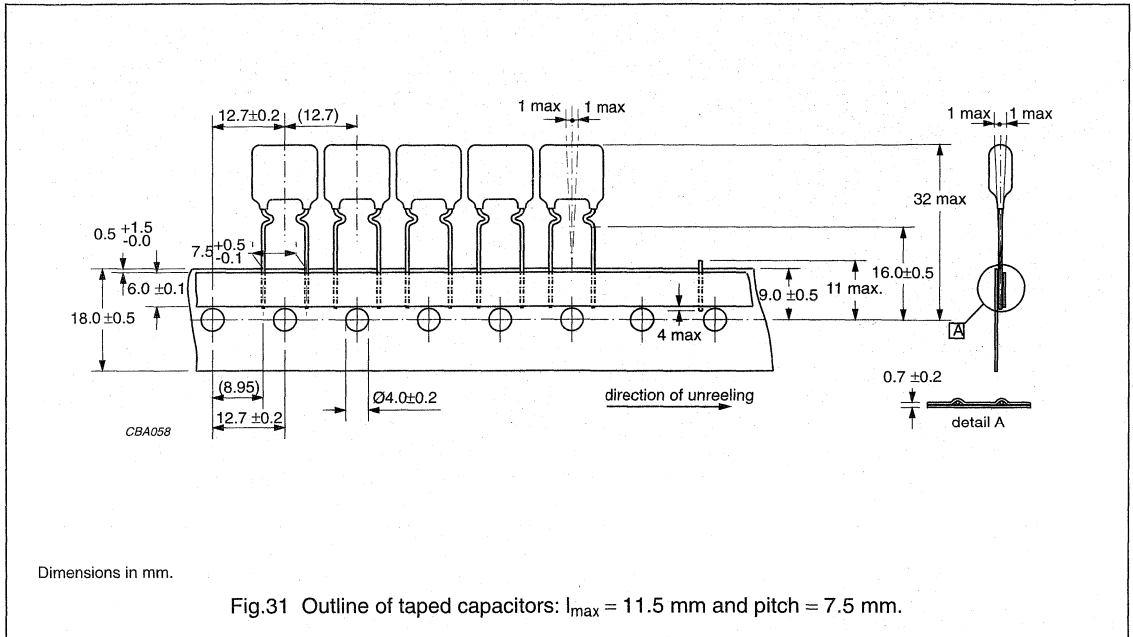 12.7±0.2
(12.7)
1 max
1 max
1 max
1 max
32 max
0.5 +1.5 -0.0
7.5 +0.5 -0.1
6.0 ±0.1
18.0 ±0.5
16.0±0.5
11 max.
9.0 ±0.5
4 max
A
(8.95)
12.7 ±0.2
Ø4.0±0.2
direction of unreeling
0.7 ±0.2
detail A
CBA058
Dimensions in mm.
Fig.31 Outline of taped capacitors: lmax = 11.5 mm and pitch = 7.5 mm.